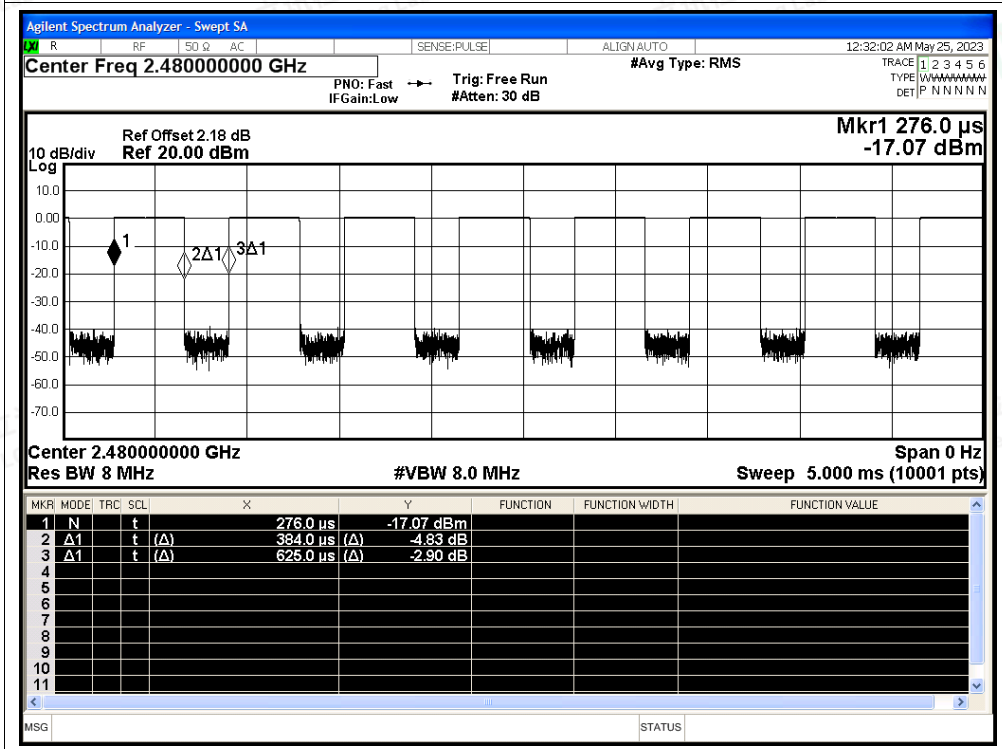 Agilent Spectrum Analyzer - Swept SA
LXI R RF 50 Ω AC SENSE:PULSE ALIGN AUTO 12:32:02 AM May 25, 2023
Center Freq 2.480000000 GHz #Avg Type: RMS TRACE 1 2 3 4 5 6
PNO: Fast Trig: Free Run TYPE W
IFGain:Low #Atten: 30 dB DET P N N N N N
Mkr1 276.0 µs
-17.07 dBm
Ref Offset 2.18 dB
10 dB/div Ref 20.00 dBm
Log
10.0
0.00
-10.0
-20.0
-30.0
-40.0
-50.0
-60.0
-70.0
1 2Δ1 3Δ1
Center 2.480000000 GHz Span 0 Hz
Res BW 8 MHz #VBW 8.0 MHz Sweep 5.000 ms (10001 pts)
MKR MODE TRC SCL X Y FUNCTION FUNCTION WIDTH FUNCTION VALUE
1 N t 276.0 µs -17.07 dBm
2 Δ1 t (Δ) 384.0 µs (Δ) -4.83 dB
3 Δ1 t (Δ) 625.0 µs (Δ) -2.90 dB
4
5
6
7
8
9
10
11
MSG STATUS